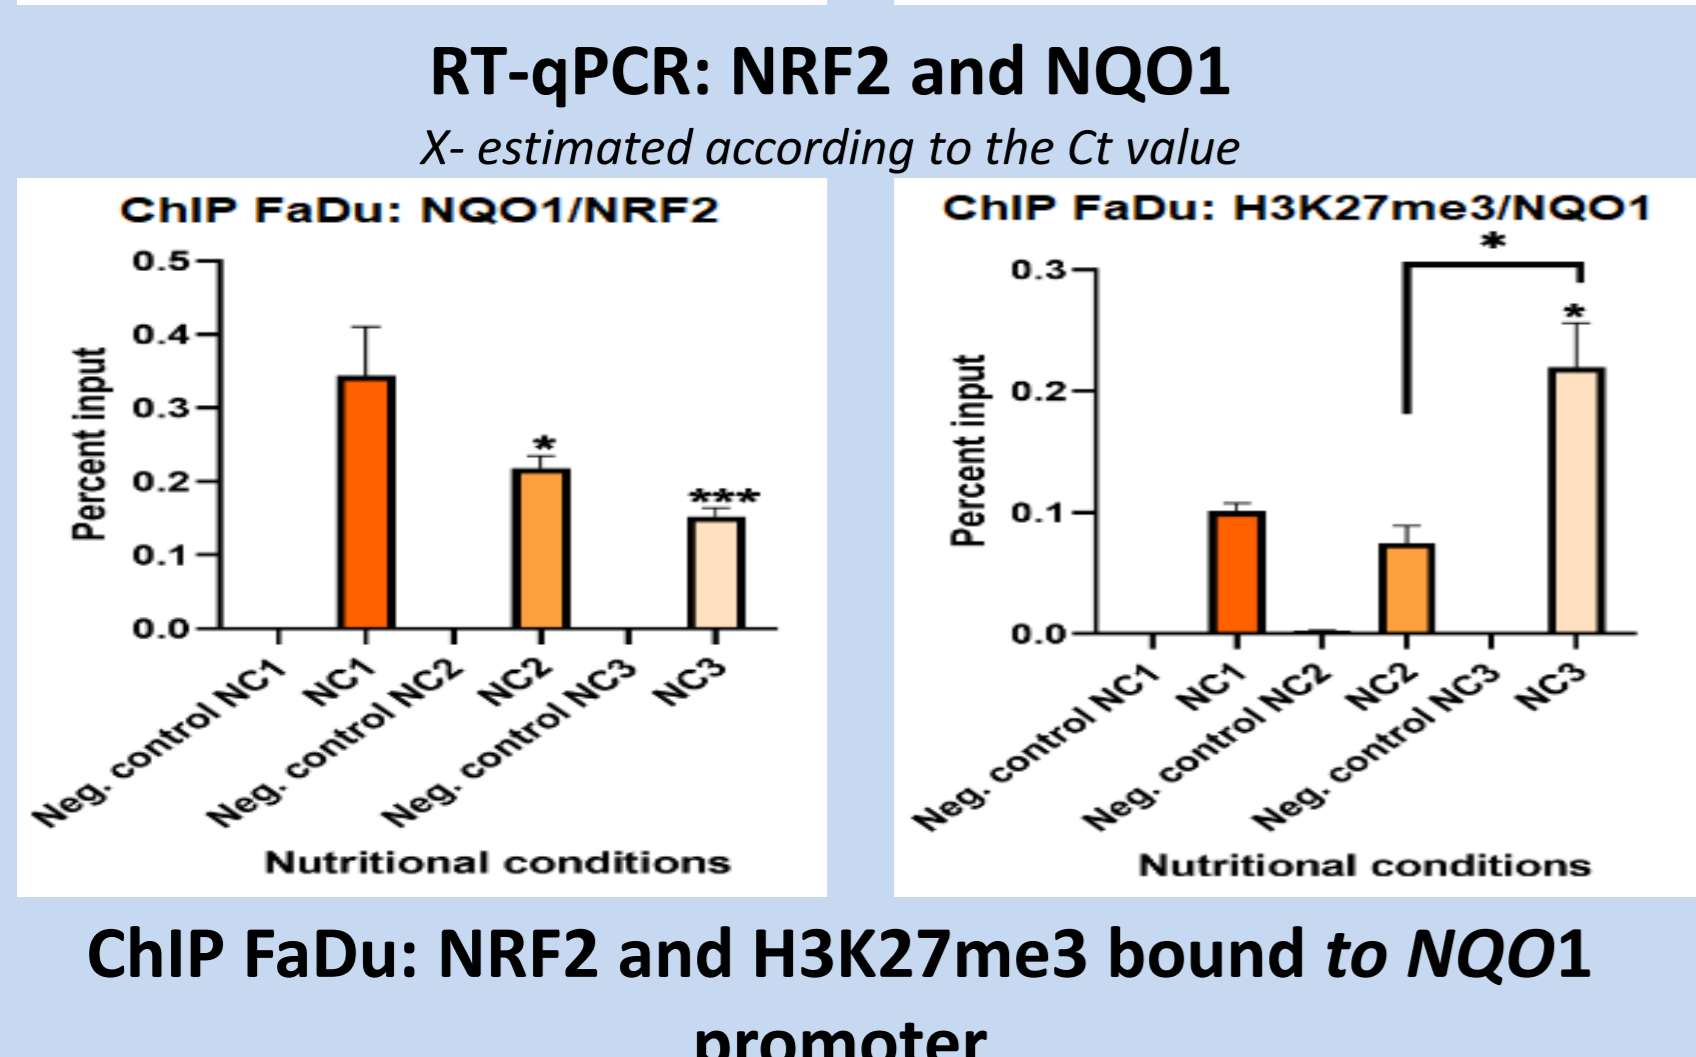 RT-qPCR: NRF2 and NQO1
X- estimated according to the Ct value
ChIP FaDu: NQO1/NRF2
0.5
0.4
0.3
0.2
0.1
0.0
Percent input
*
***
Neg. control NC1
NC1
Neg. control NC2
NC2
Neg. control NC3
NC3
Nutritional conditions
ChIP FaDu: H3K27me3/NQO1
*
*
0.3
0.2
0.1
0.0
Percent input
Neg. control NC1
NC1
Neg. control NC2
NC2
Neg. control NC3
NC3
Nutritional conditions
ChIP FaDu: NRF2 and H3K27me3 bound to NQO1
promoter